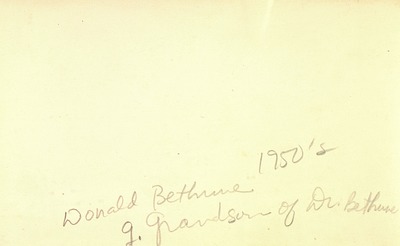 1950's
Donald Bethune
g. grandson of Dr. Bethune